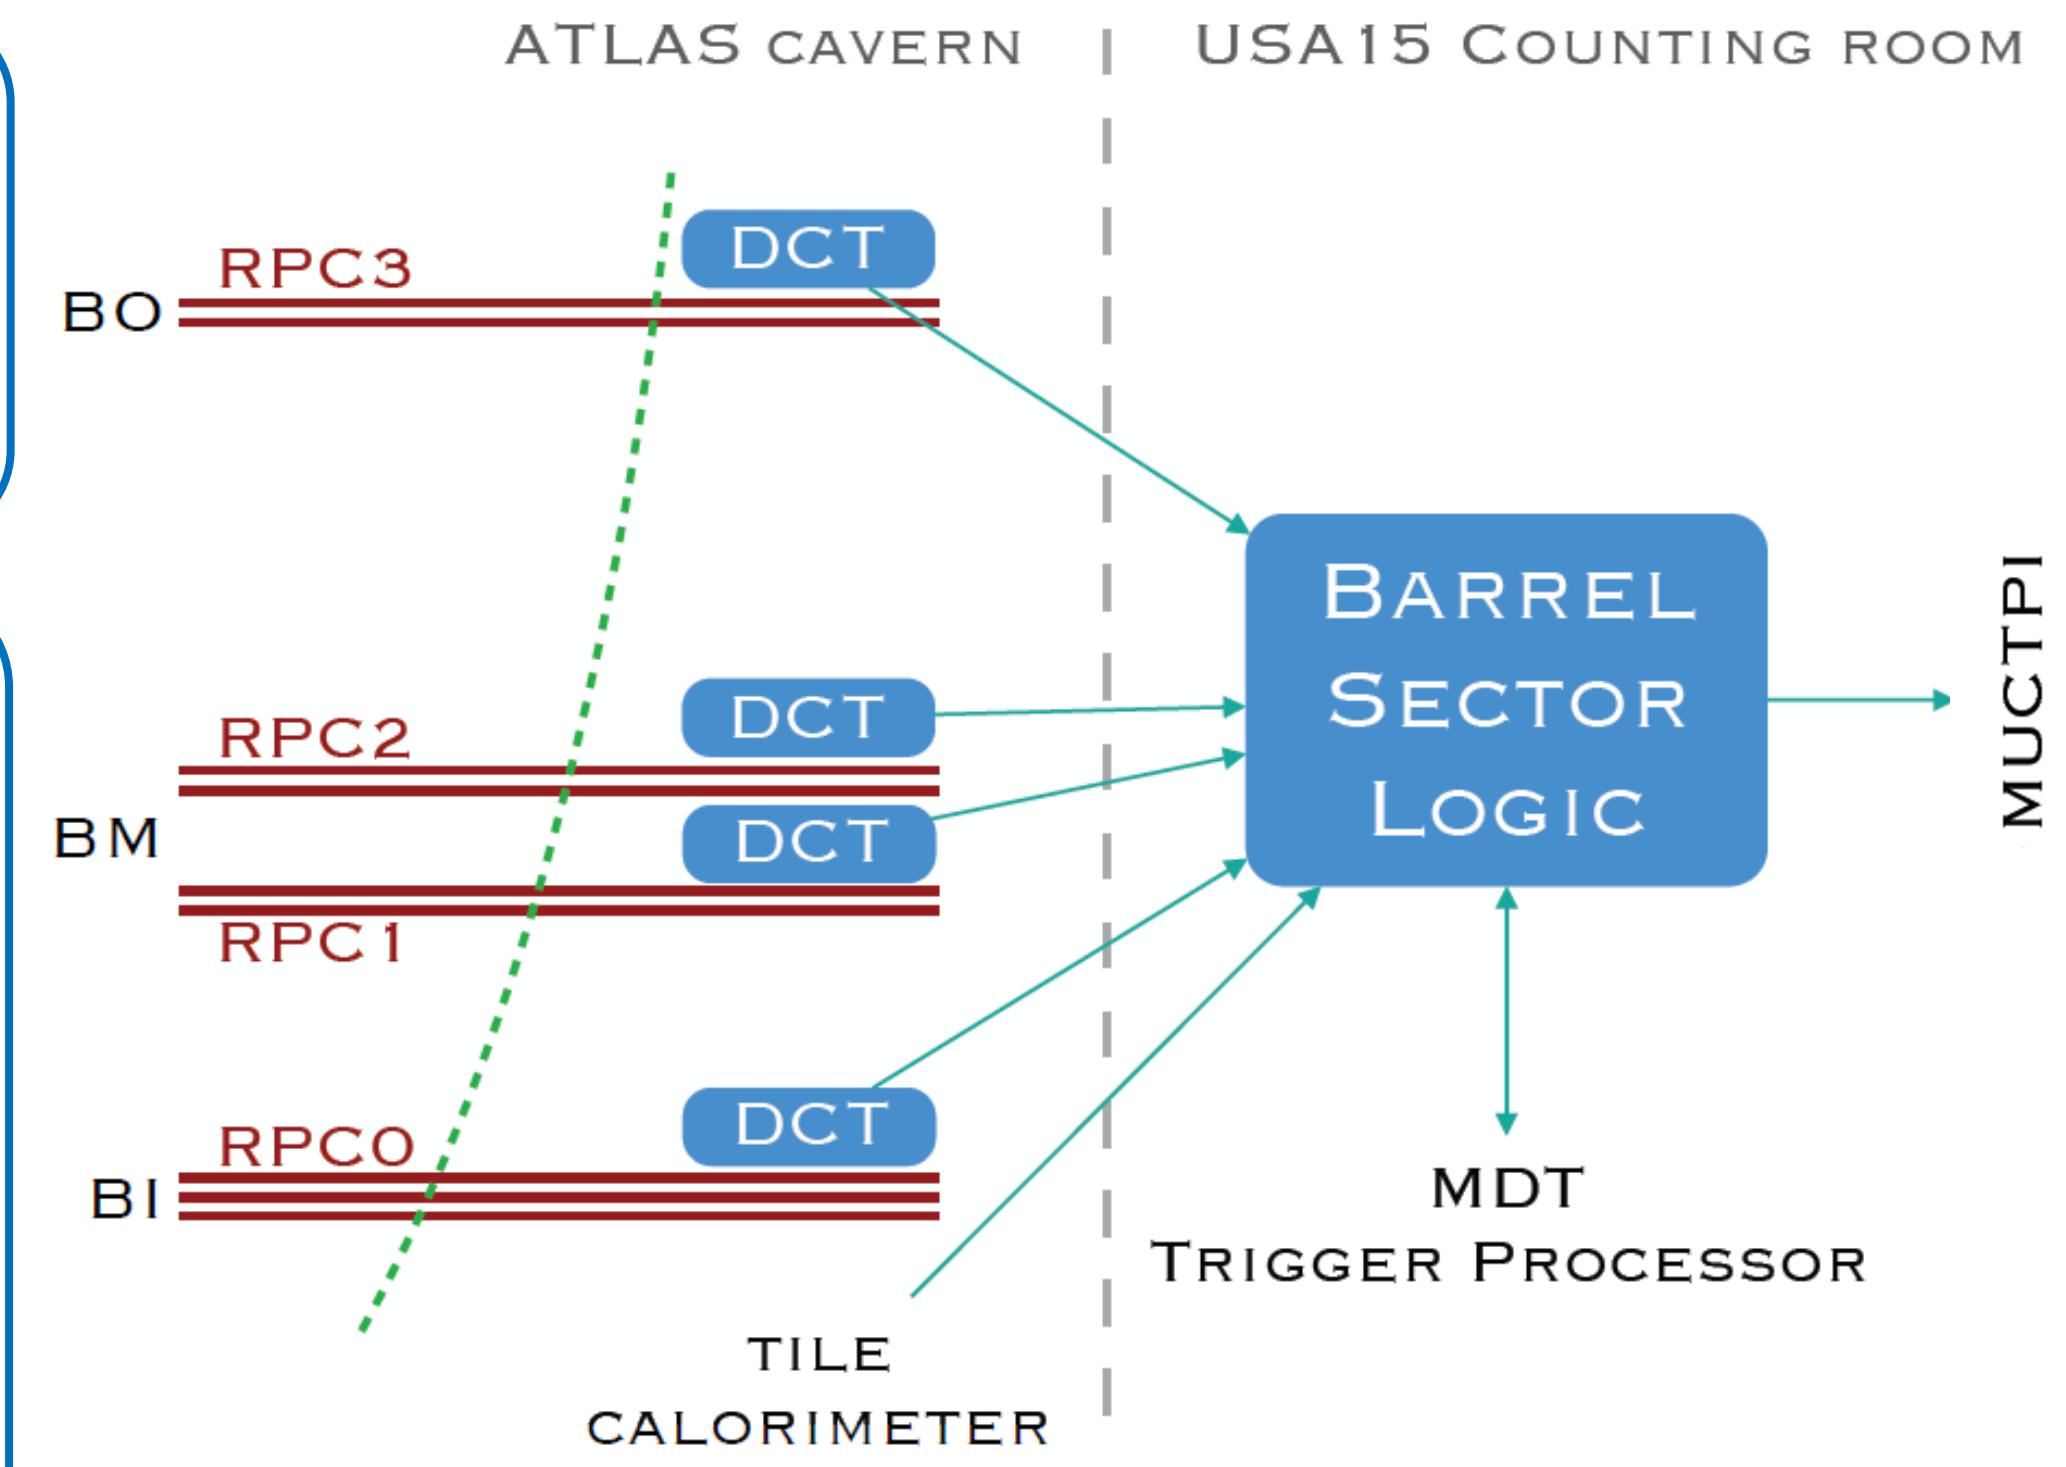 ATLAS CAVERN
USA15 COUNTING ROOM
DCT
RPC3
BO
BARREL
SECTOR
LOGIC
MUCTPI
DCT
RPC2
DCT
BM
RPC1
DCT
RPC0
BI
MDT
TRIGGER PROCESSOR
TILE
CALORIMETER